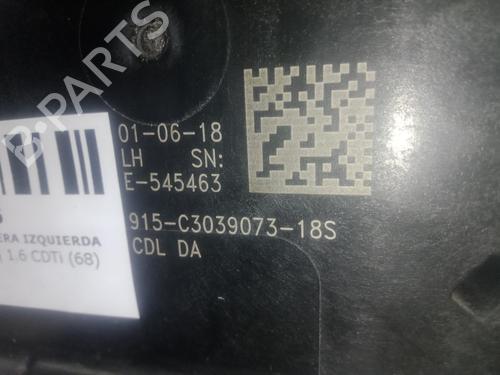 01-06-18
LH SN:
E-545463
915-C3039073-18S
CDL DA
ERA IZQUIERDA
1.6 CDTi (68)
B-PARTS